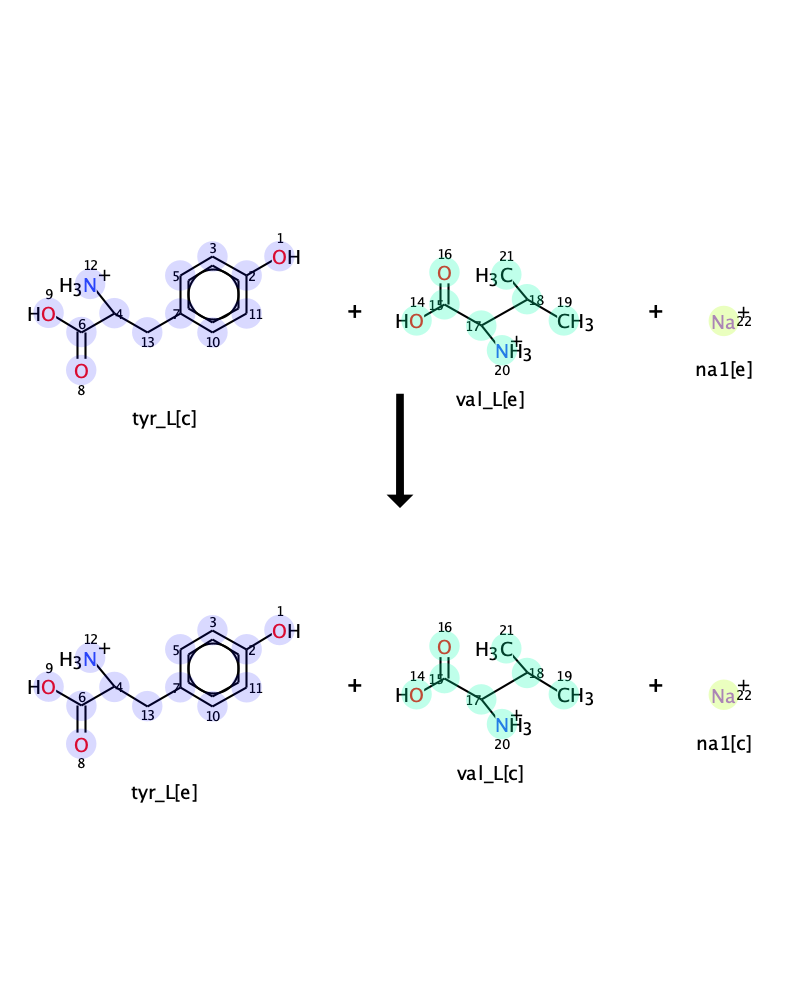 1
3
12
H₃N+
5
2
OH
9
HO
4
7
11
6
13
10
O
8
tyr_L[c]
+
16
O
21
H₃C
14
15
18
19
HO
17
CH₃
NH₃+
20
val_L[e]
+
Na+
22
na1[e]
1
3
12
H₃N+
5
2
OH
9
HO
4
7
11
6
13
10
O
8
tyr_L[e]
+
16
O
21
H₃C
14
15
18
19
HO
17
CH₃
NH₃+
20
val_L[c]
+
Na+
22
na1[c]